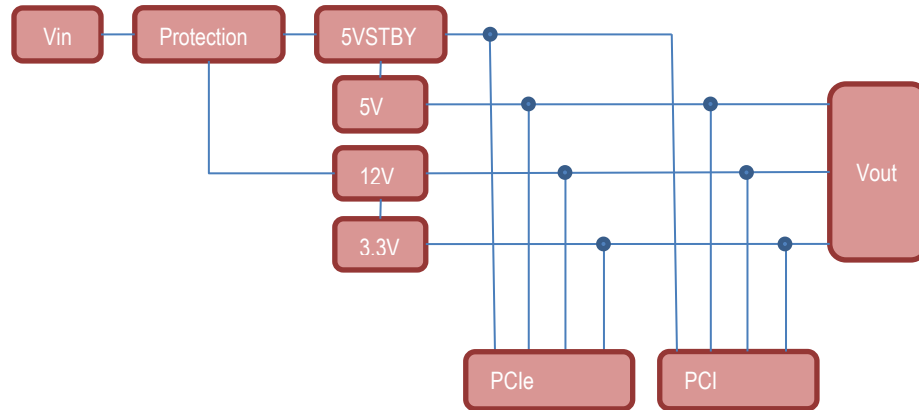 Vin
Protection
5VSTBY
5V
12V
3.3V
Vout
PCIe
PCI